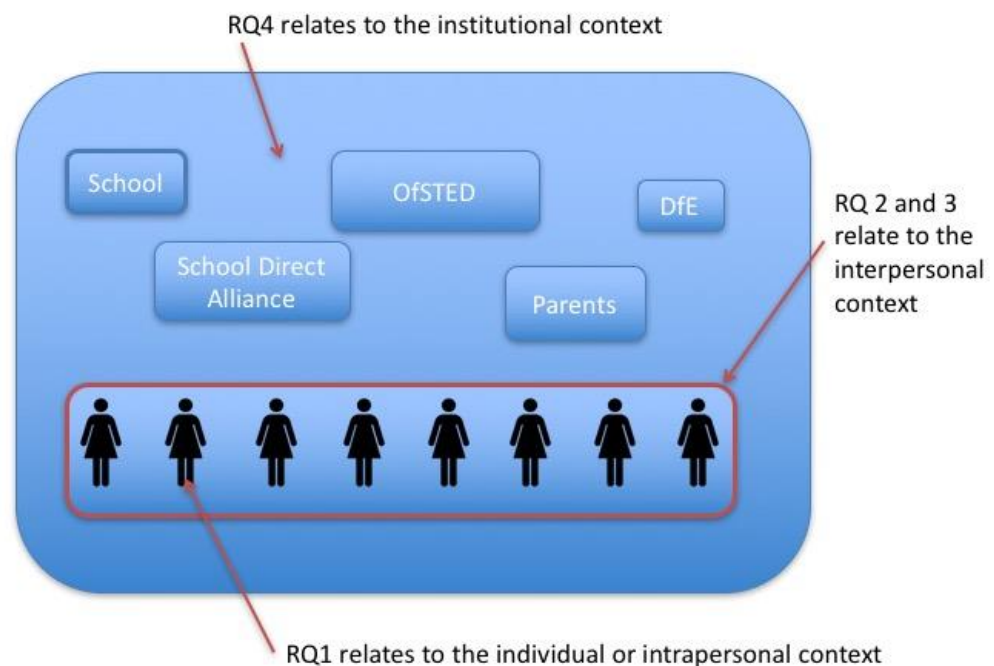 RQ4 relates to the institutional context
School
OfSTED
DfE
School Direct
Alliance
Parents
RQ 2 and 3
relate to the
interpersonal
context
RQ1 relates to the individual or intrapersonal context